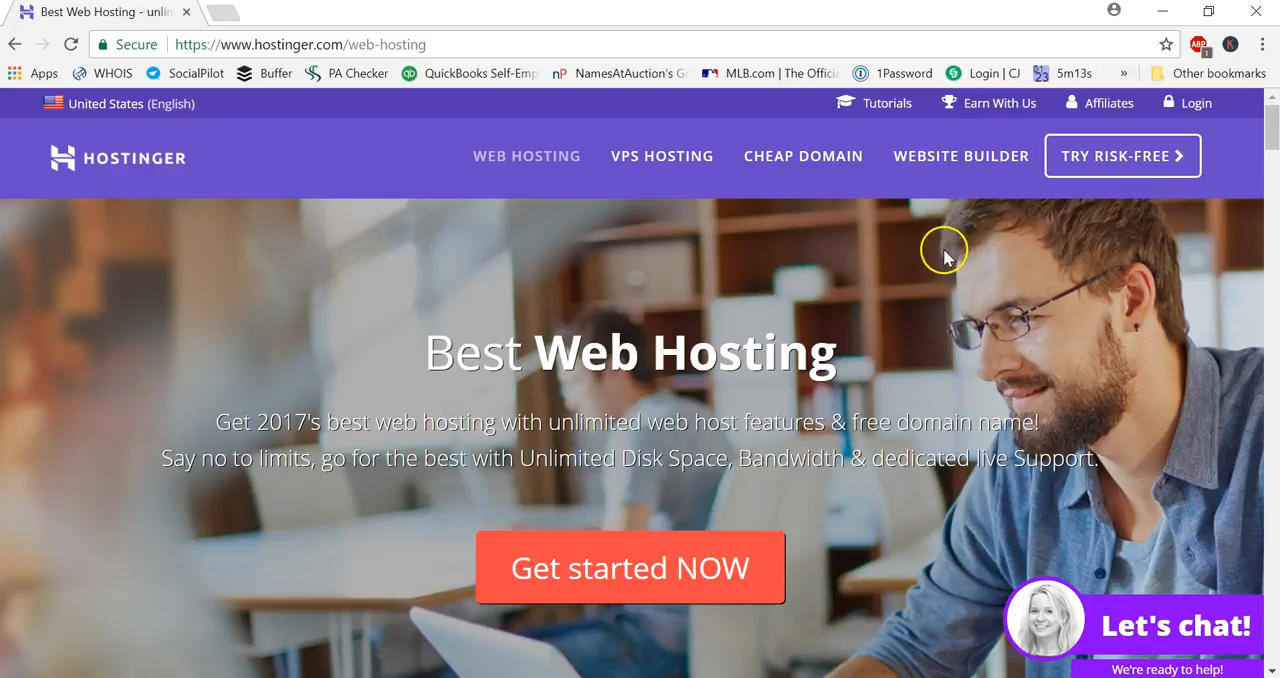 Best Web Hosting - unlin
Secure https://www.hostinger.com/web-hosting
ABP 1 K
Apps WHOIS SocialPilot Buffer PA Checker QuickBooks Self-Emp NamesAtAuction's Go MLB.com | The Officia 1Password Login | CJ 23 5m13s » Other bookmarks
United States (English) Tutorials Earn With Us Affiliates Login
HOSTINGER WEB HOSTING VPS HOSTING CHEAP DOMAIN WEBSITE BUILDER TRY RISK-FREE
Best Web Hosting
Get 2017's best web hosting with unlimited web host features & free domain name!
Say no to limits, go for the best with Unlimited Disk Space, Bandwidth & dedicated live Support.
Get started NOW
Let's chat!
We're ready to help!